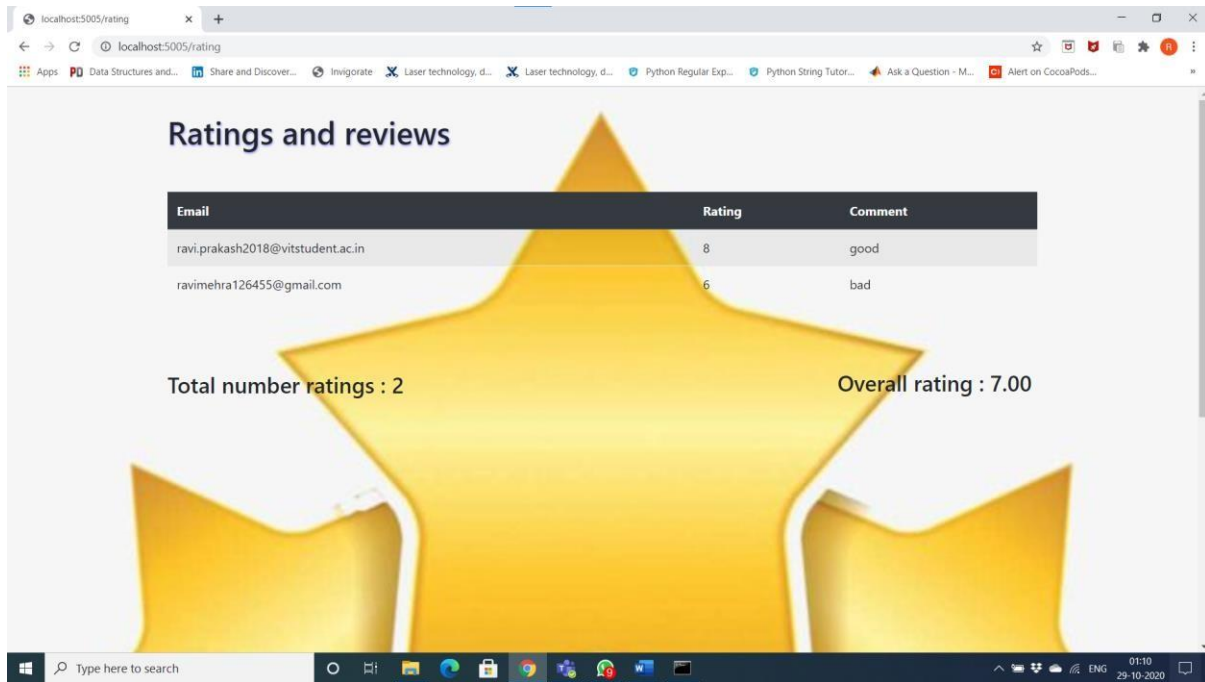 localhost:5005/rating
localhost:5005/rating
Apps PD Data Structures and... in Share and Discover... Invigorate Laser technology, d... Laser technology, d... Python Regular Exp... Python String Tutor... Ask a Question - M... Alert on CocoaPods... »
Ratings and reviews
Email Rating Comment
ravi.prakash2018@vitstudent.ac.in 8 good
ravimehra126455@gmail.com 6 bad
Total number ratings : 2 Overall rating : 7.00
Type here to search ENG 01:10
29-10-2020